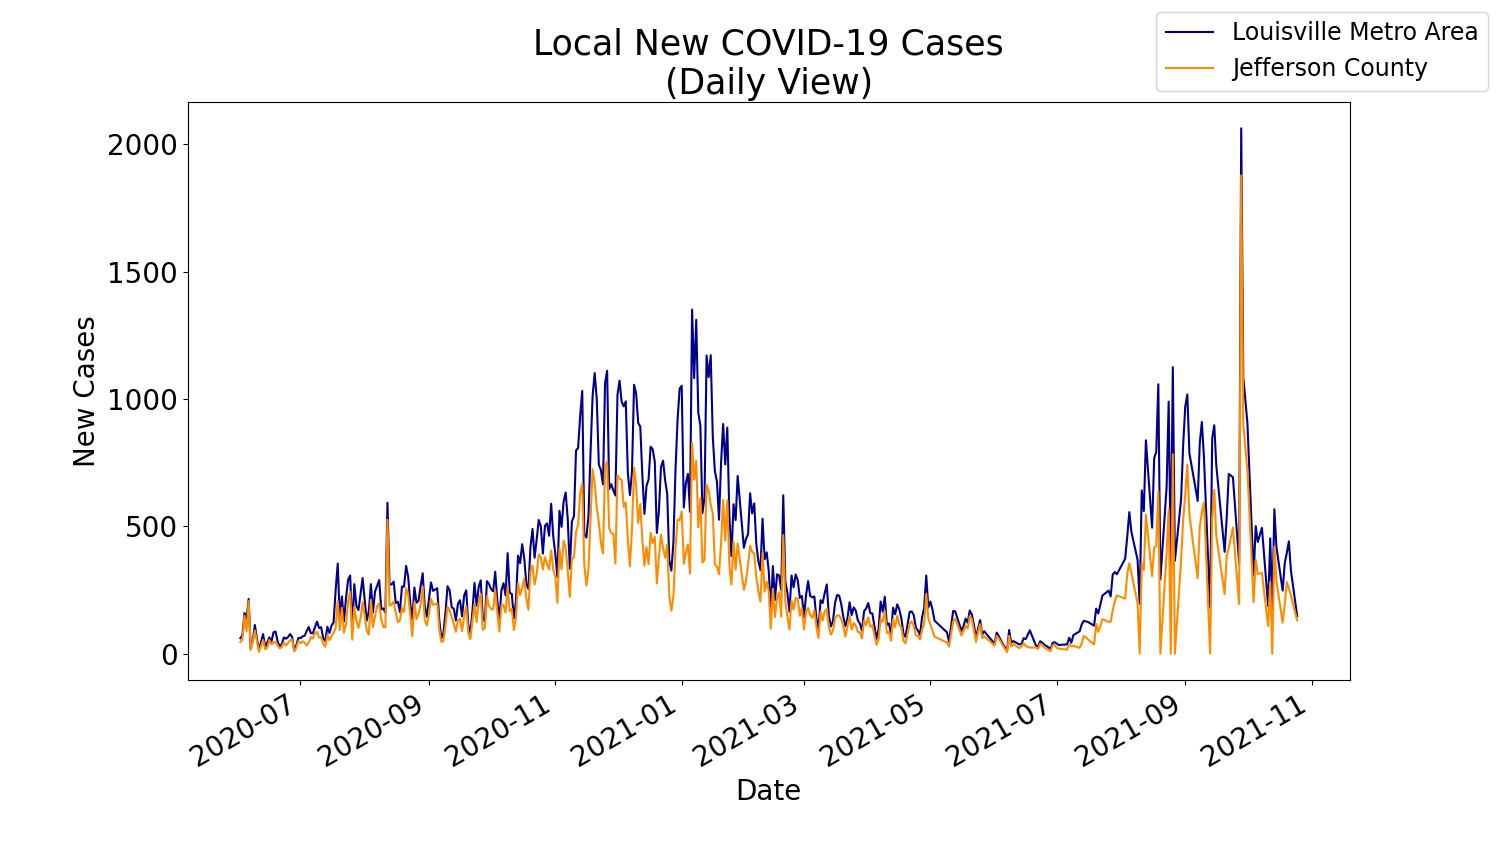 Local New COVID-19 Cases
(Daily View)
Louisville Metro Area
Jefferson County
2000
1500
1000
500
0
New Cases
2020-07
2020-09
2020-11
2021-01
2021-03
2021-05
2021-07
2021-09
2021-11
Date